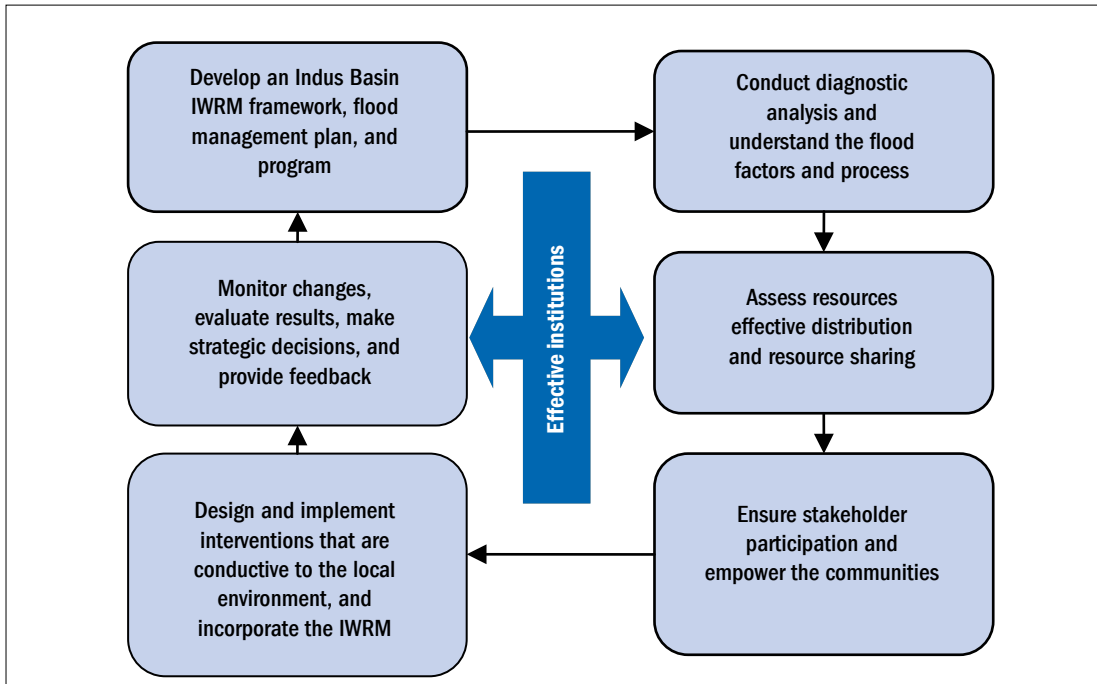 Develop an Indus Basin
IWRM framework, flood
management plan, and
program
Conduct diagnostic
analysis and
understand the flood
factors and process
Monitor changes,
evaluate results, make
strategic decisions, and
provide feedback
Effective institutions
Assess resources
effective distribution
and resource sharing
Design and implement
interventions that are
conductive to the local
environment, and
incorporate the IWRM
Ensure stakeholder
participation and
empower the communities